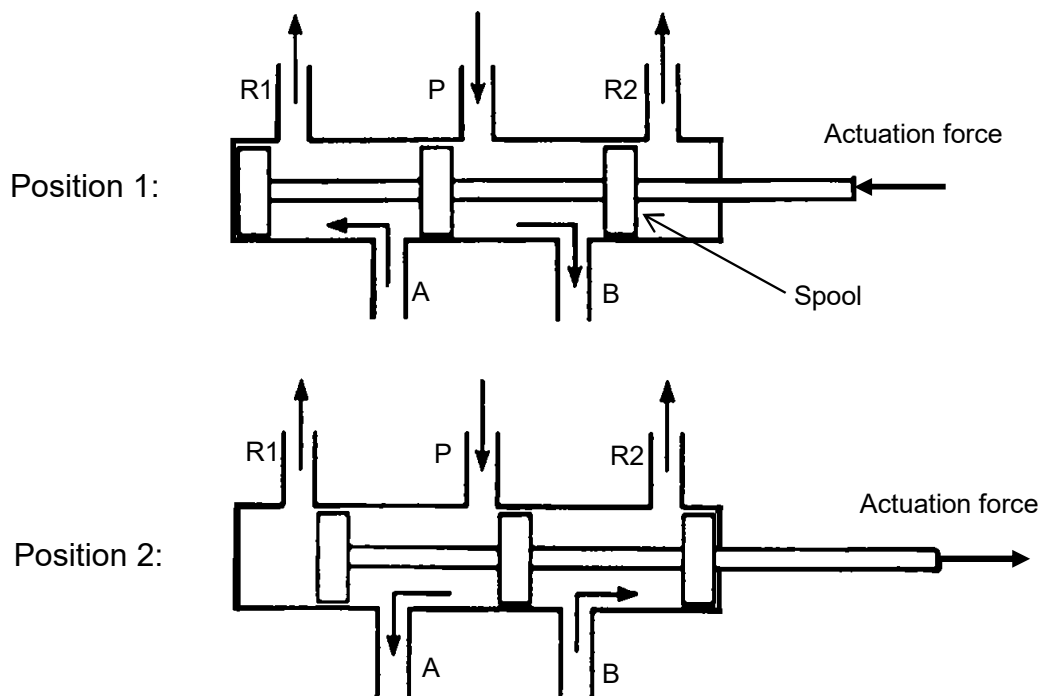 R1
P
R2
Actuation force
Position 1:
A
B
Spool
R1
P
R2
Actuation force
Position 2:
A
B